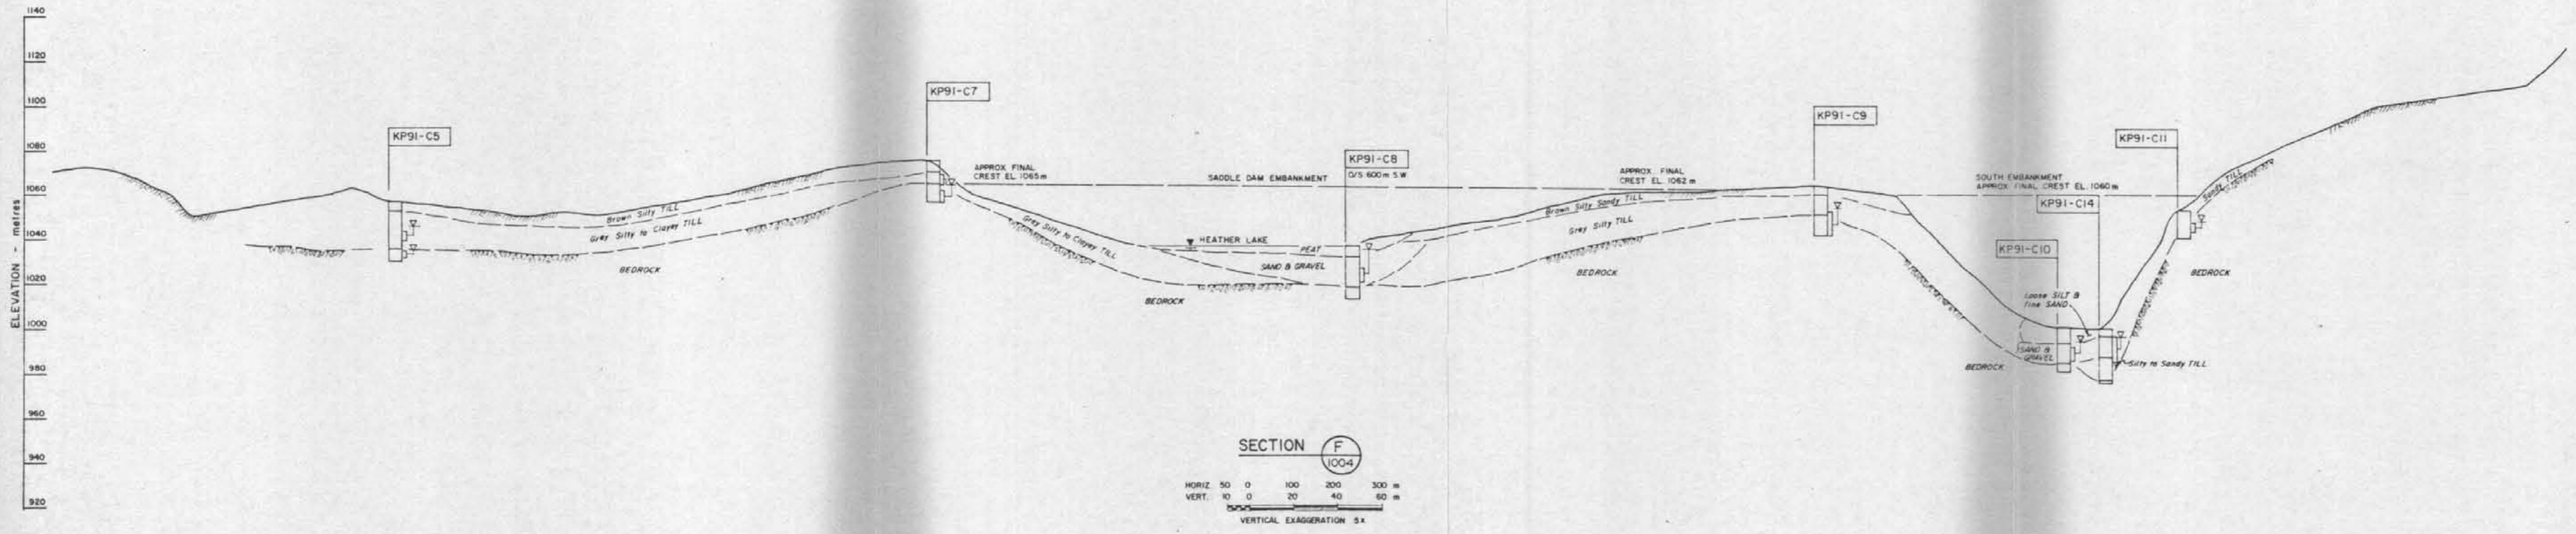 1140
1120
1100
1080
1060
1040
1020
1000
980
960
940
920
ELEVATION - metres
KP91-C5
Brown Silty TILL
Grey Silty to Clayey TILL
BEDROCK
KP91-C7
APPROX. FINAL
CREST EL. 1065m
Grey Silty to Clayey TILL
BEDROCK
SADDLE DAM EMBANKMENT
HEATHER LAKE
PEAT
SAND & GRAVEL
KP91-C8
O/S 600m S.W.
Brown Silty Sandy TILL
Grey Silty TILL
BEDROCK
APPROX. FINAL
CREST EL. 1062 m
KP91-C9
SOUTH EMBANKMENT
APPROX. FINAL CREST EL. 1060 m
KP91-C11
KP91-C14
KP91-C10
Loose SILT &
fine SAND
SAND &
GRAVEL
BEDROCK
Silty to Sandy TILL
Sandy TILL
BEDROCK
SECTION F
1004
HORIZ. 50 0 100 200 300 m
VERT. 10 0 20 40 60 m
VERTICAL EXAGGERATION 5X